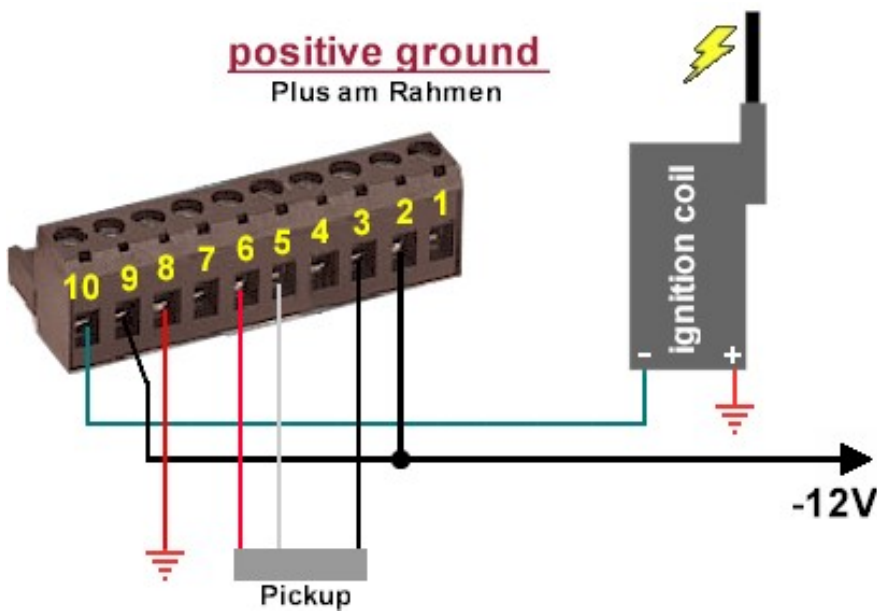 positive ground
Plus am Rahmen
10 9 8 7 6 5 4 3 2 1
ignition coil
- +
-12V
Pickup